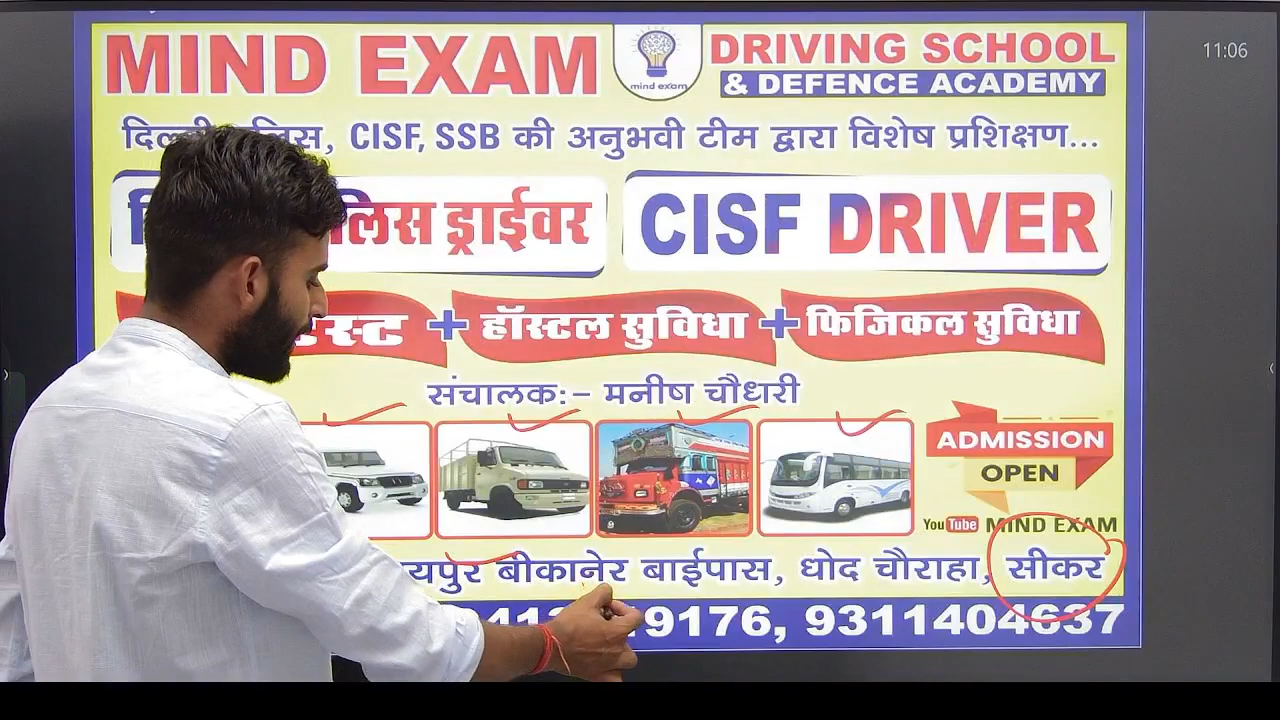 MIND EXAM
mind exam
DRIVING SCHOOL
& DEFENCE ACADEMY
11:06
CISF, SSB की अनुभवी टीम द्वारा विशेष प्रशिक्षण...
ड्राईवर
CISF DRIVER
+ हॉस्टल सुविधा + फिजिकल सुविधा
संचालक:- मनीष चौधरी
ADMISSION
OPEN
YouTube MIND EXAM
बीकानेर बाईपास, धोद चौराहा, सीकर
9176, 9311404637